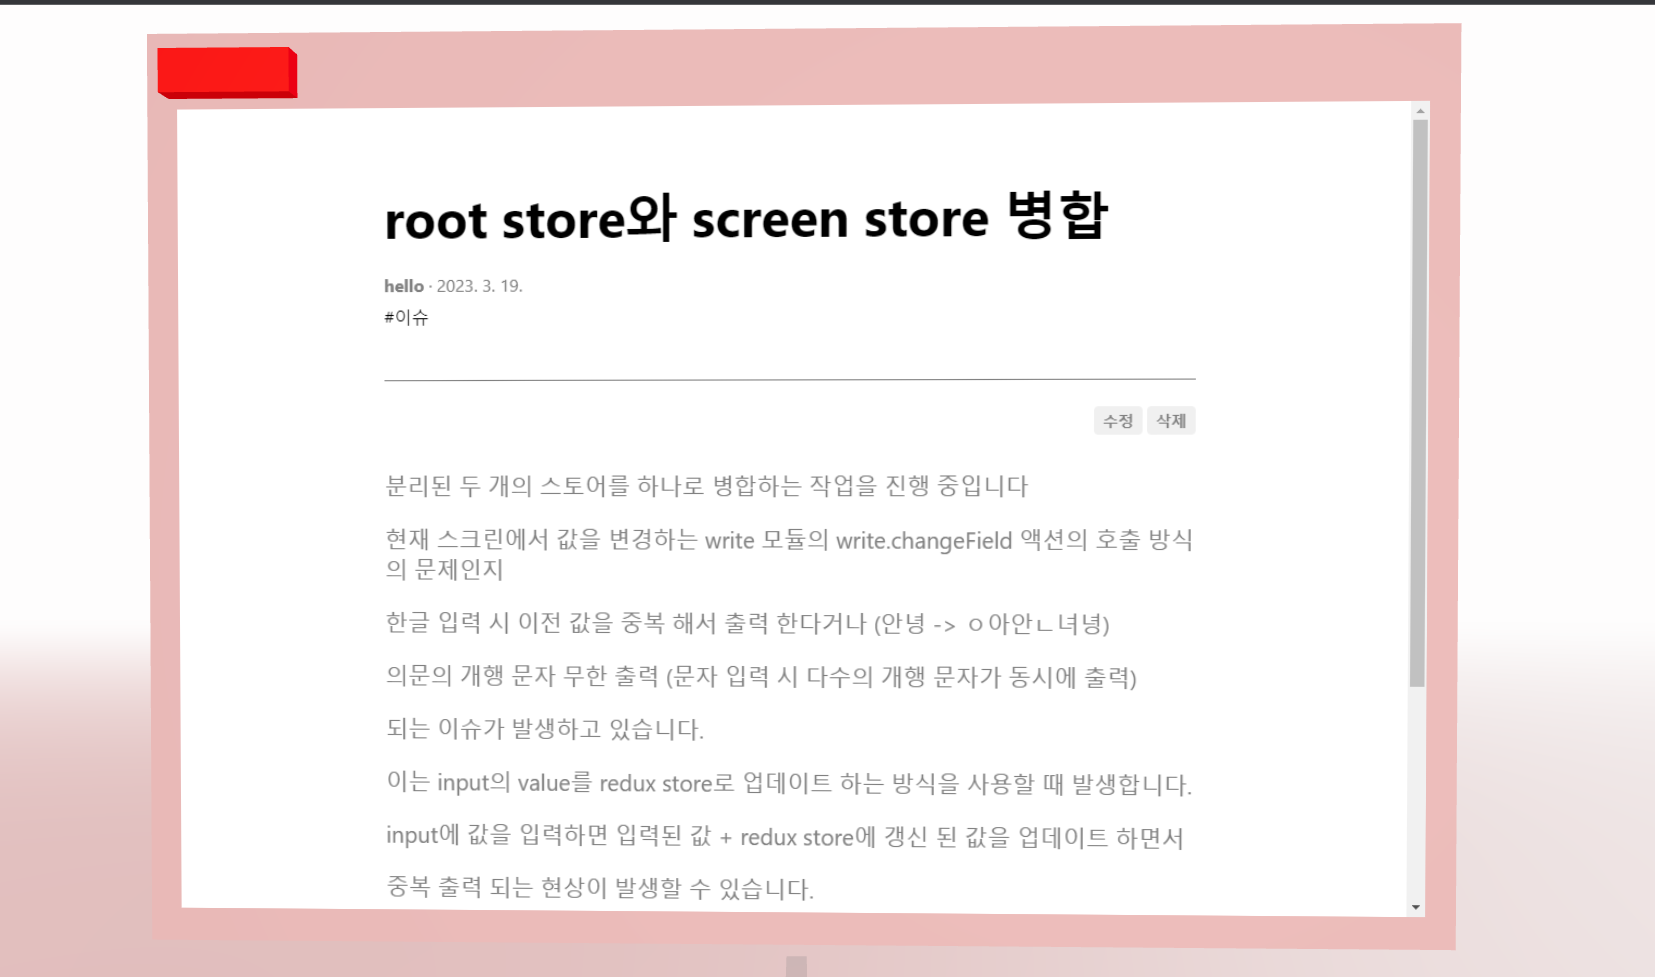 root store와 screen store 병합
hello · 2023. 3. 19.
#이슈
수정 삭제
분리된 두 개의 스토어를 하나로 병합하는 작업을 진행 중입니다
현재 스크린에서 값을 변경하는 write 모듈의 write.changeField 액션의 호출 방식
의 문제인지
한글 입력 시 이전 값을 중복 해서 출력 한다거나 (안녕 -> ㅇ아안ㄴ녀녕)
의문의 개행 문자 무한 출력 (문자 입력 시 다수의 개행 문자가 동시에 출력)
되는 이슈가 발생하고 있습니다.
이는 input의 value를 redux store로 업데이트 하는 방식을 사용할 때 발생합니다.
input에 값을 입력하면 입력된 값 + redux store에 갱신 된 값을 업데이트 하면서
중복 출력 되는 현상이 발생할 수 있습니다.